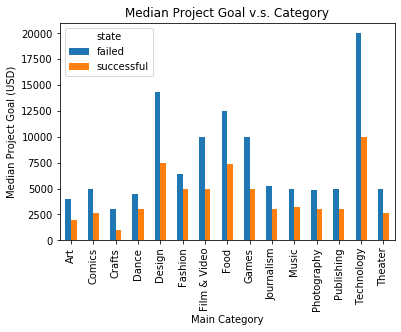 Median Project Goal v.s. Category
state
failed
successful
Median Project Goal (USD)
20000
17500
15000
12500
10000
7500
5000
2500
0
Art
Comics
Crafts
Dance
Design
Fashion
Film & Video
Food
Games
Journalism
Music
Photography
Publishing
Technology
Theater
Main Category